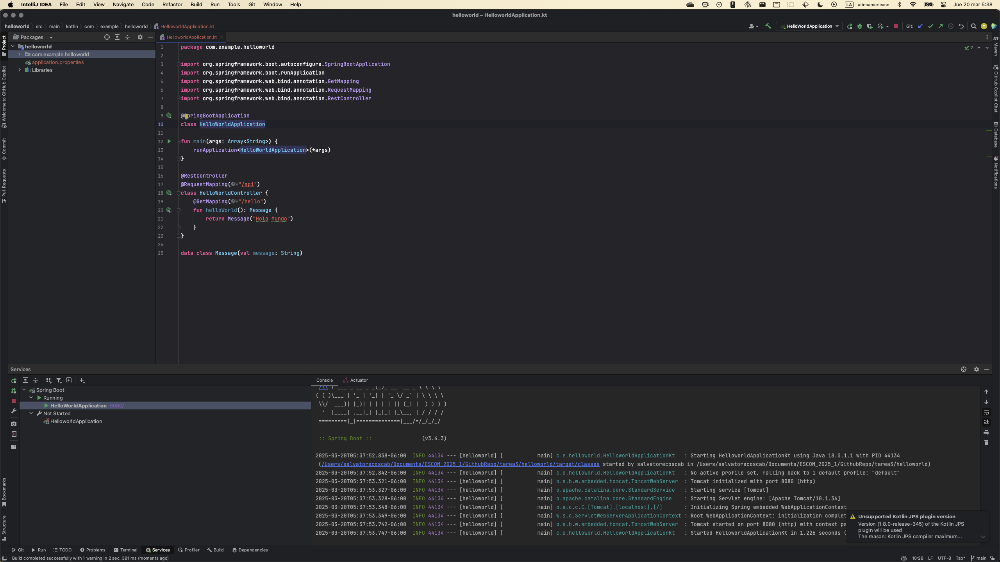 IntelliJ IDEA File Edit View Navigate Code Refactor Build Run Tools Git Window Help LA Latinoamericano Jue 20 mar 5:38
helloworld – HelloworldApplication.kt
helloworld src main kotlin com example helloworld HelloworldApplication.kt HelloWorldApplication Git:
Packages
HelloworldApplication.kt
helloworld
com.example.helloworld
application.properties
Libraries
Project
Welcome to GitHub Copilot
Commit
Pull Requests
Bookmarks
Structure
1 package com.example.helloworld
2
3 import org.springframework.boot.autoconfigure.SpringBootApplication
4 import org.springframework.boot.runApplication
5 import org.springframework.web.bind.annotation.GetMapping
6 import org.springframework.web.bind.annotation.RequestMapping
7 import org.springframework.web.bind.annotation.RestController
8
9 @SpringBootApplication
10 class HelloWorldApplication
11
12 fun main(args: Array<String>) {
13 runApplication<HelloWorldApplication>(*args)
14 }
15
16 @RestController
17 @RequestMapping("/api")
18 class HelloWorldController {
19 @GetMapping("/hello")
20 fun helloWorld(): Message {
21 return Message("Hola Mundo")
22 }
23 }
24
25 data class Message(val message: String)
2
m Maven
GitHub Copilot Chat
Database
Notifications
Services
Spring Boot
Running
HelloWorldApplication :8080/
Not Started
HelloworldApplication
Console Actuator
:: Spring Boot :: (v3.4.3)
2025-03-20T05:37:52.838-06:00 INFO 44134 --- [helloworld] [ main] c.e.helloworld.HelloworldApplicationKt : Starting HelloworldApplicationKt using Java 18.0.1.1 with PID 44134
(/Users/salvatorecoscab/Documents/ESCOM_2025_1/GithubRepo/tarea3/helloworld/target/classes started by salvatorecoscab in /Users/salvatorecoscab/Documents/ESCOM_2025_1/GithubRepo/tarea3/helloworld)
2025-03-20T05:37:52.842-06:00 INFO 44134 --- [helloworld] [ main] c.e.helloworld.HelloworldApplicationKt : No active profile set, falling back to 1 default profile: "default"
2025-03-20T05:37:53.321-06:00 INFO 44134 --- [helloworld] [ main] o.s.b.w.embedded.tomcat.TomcatWebServer : Tomcat initialized with port 8080 (http)
2025-03-20T05:37:53.327-06:00 INFO 44134 --- [helloworld] [ main] o.apache.catalina.core.StandardService : Starting service [Tomcat]
2025-03-20T05:37:53.328-06:00 INFO 44134 --- [helloworld] [ main] o.apache.catalina.core.StandardEngine : Starting Servlet engine: [Apache Tomcat/10.1.36]
2025-03-20T05:37:53.348-06:00 INFO 44134 --- [helloworld] [ main] o.a.c.c.C.[Tomcat].[localhost].[/] : Initializing Spring embedded WebApplicationContext
2025-03-20T05:37:53.349-06:00 INFO 44134 --- [helloworld] [ main] w.s.c.ServletWebServerApplicationContext : Root WebApplicationContext: initialization complet
2025-03-20T05:37:53.742-06:00 INFO 44134 --- [helloworld] [ main] o.s.b.w.embedded.tomcat.TomcatWebServer : Tomcat started on port 8080 (http) with context pa
2025-03-20T05:37:53.747-06:00 INFO 44134 --- [helloworld] [ main] c.e.helloworld.HelloworldApplicationKt : Started HelloworldApplicationKt in 1.226 seconds (
Unsupported Kotlin JPS plugin version
Version (1.8.0-release-345) of the Kotlin JPS
plugin will be used
The reason: Kotlin JPS compiler maximum...
Git Run TODO Problems Terminal Services Profiler Build Dependencies
Build completed successfully with 1 warning in 2 sec, 381 ms (moments ago) 10:28 LF UTF-8 Tab* main